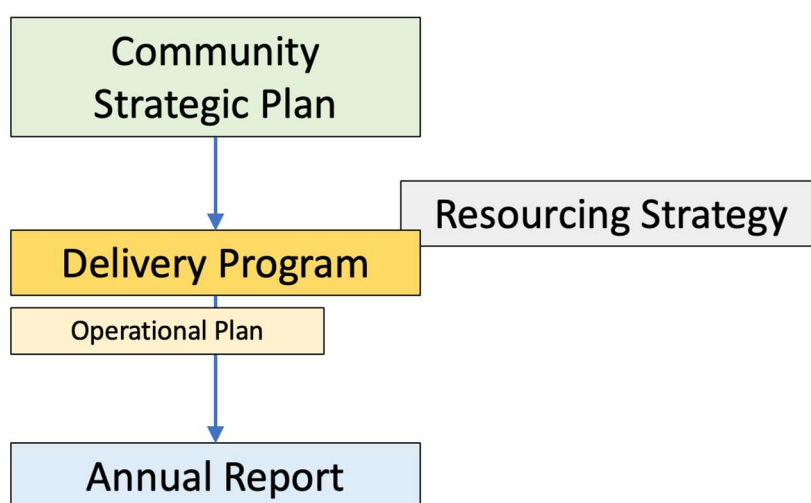 Community
Strategic Plan
Resourcing Strategy
Delivery Program
Operational Plan
Annual Report